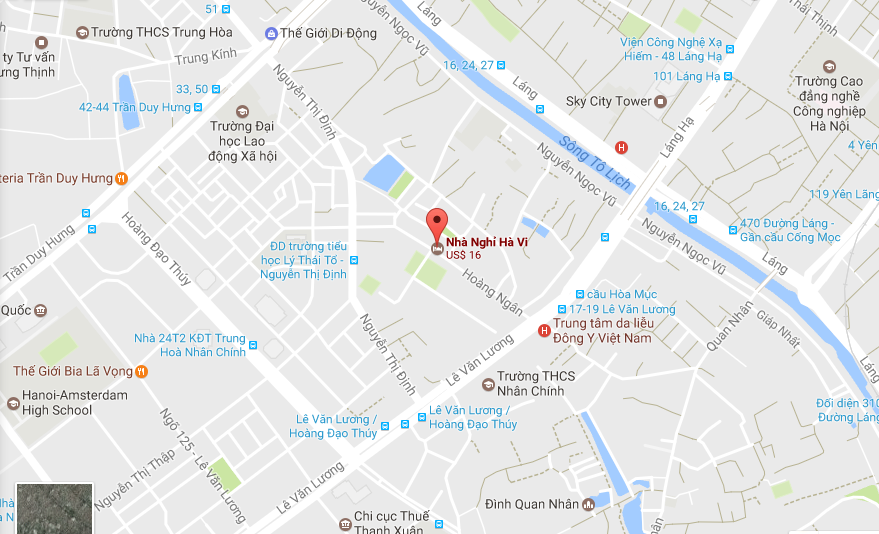 51
Trường THCS Trung Hòa
Thế Giới Di Động
Láng
Nguyễn Ngọc Vũ
Thái Thịnh
Viện Công Nghệ Xạ
Hiếm - 48 Láng Hạ
ty Tư vấn
ưng Thịnh
Trung Kính
16, 24, 27
101 Láng Hạ
Trường Cao
đẳng nghề
Công nghiệp
Hà Nội
33, 50
42-44 Trần Duy Hưng
Nguyễn Thị Định
Láng
Sky City Tower
Trường Đại
học Lao
động Xã hội
Láng Hạ
4 Yên
Sông Tô Lịch
Nguyễn Ngọc Vũ
teria Trần Duy Hưng
119 Yên Lãng
16, 24, 27
Hoàng Đạo Thúy
Trần Duy Hưng
470 Đường Láng -
Gần cầu Cống Mọc
Nguyễn Ngọc Vũ
Láng
Nhà Nghỉ Hà Vi
US$ 16
ĐD trường tiểu
học Lý Thái Tổ -
Nguyễn Thị Định
Hoàng Ngân
cầu Hòa Mục
17-19 Lê Văn Lương
Quốc
Trung tâm da liễu
Đông Y Việt Nam
Quan Nhân
Giáp Nhất
Nguyễn Thị Định
Nhà 24T2 KĐT Trung
Hoà Nhân Chính
Lê Văn Lương
Láng
Thế Giới Bia Lã Vọng
Trường THCS
Nhân Chính
Hanoi-Amsterdam
High School
Đối diện 310
Đường Láng
Lê Văn Lương /
Hoàng Đạo Thúy
Lê Văn Lương /
Hoàng Đạo Thúy
Ngõ 125 - Lê Văn Lương
Nguyễn Thị Thập
Lê Văn Lương
Đình Quan Nhân
Nhà
Chi cục Thuế
Thanh Xuân
Nhân